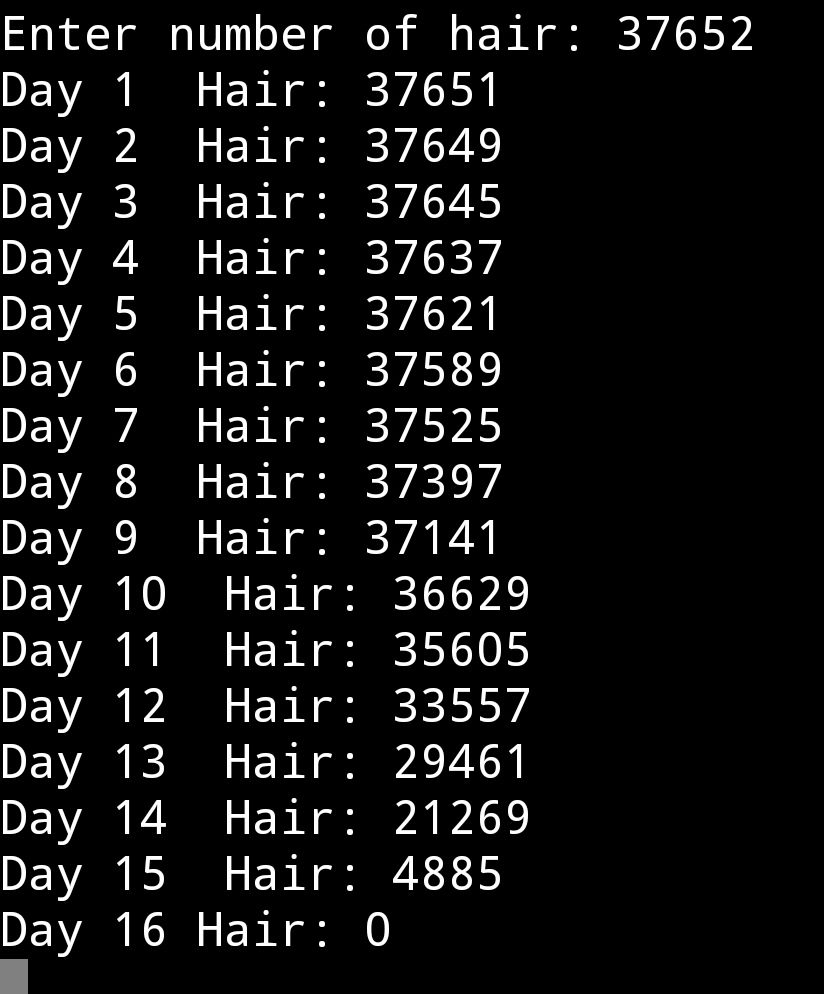 Enter number of hair: 37652
Day 1  Hair: 37651
Day 2  Hair: 37649
Day 3  Hair: 37645
Day 4  Hair: 37637
Day 5  Hair: 37621
Day 6  Hair: 37589
Day 7  Hair: 37525
Day 8  Hair: 37397
Day 9  Hair: 37141
Day 10  Hair: 36629
Day 11  Hair: 35605
Day 12  Hair: 33557
Day 13  Hair: 29461
Day 14  Hair: 21269
Day 15  Hair: 4885
Day 16 Hair: 0